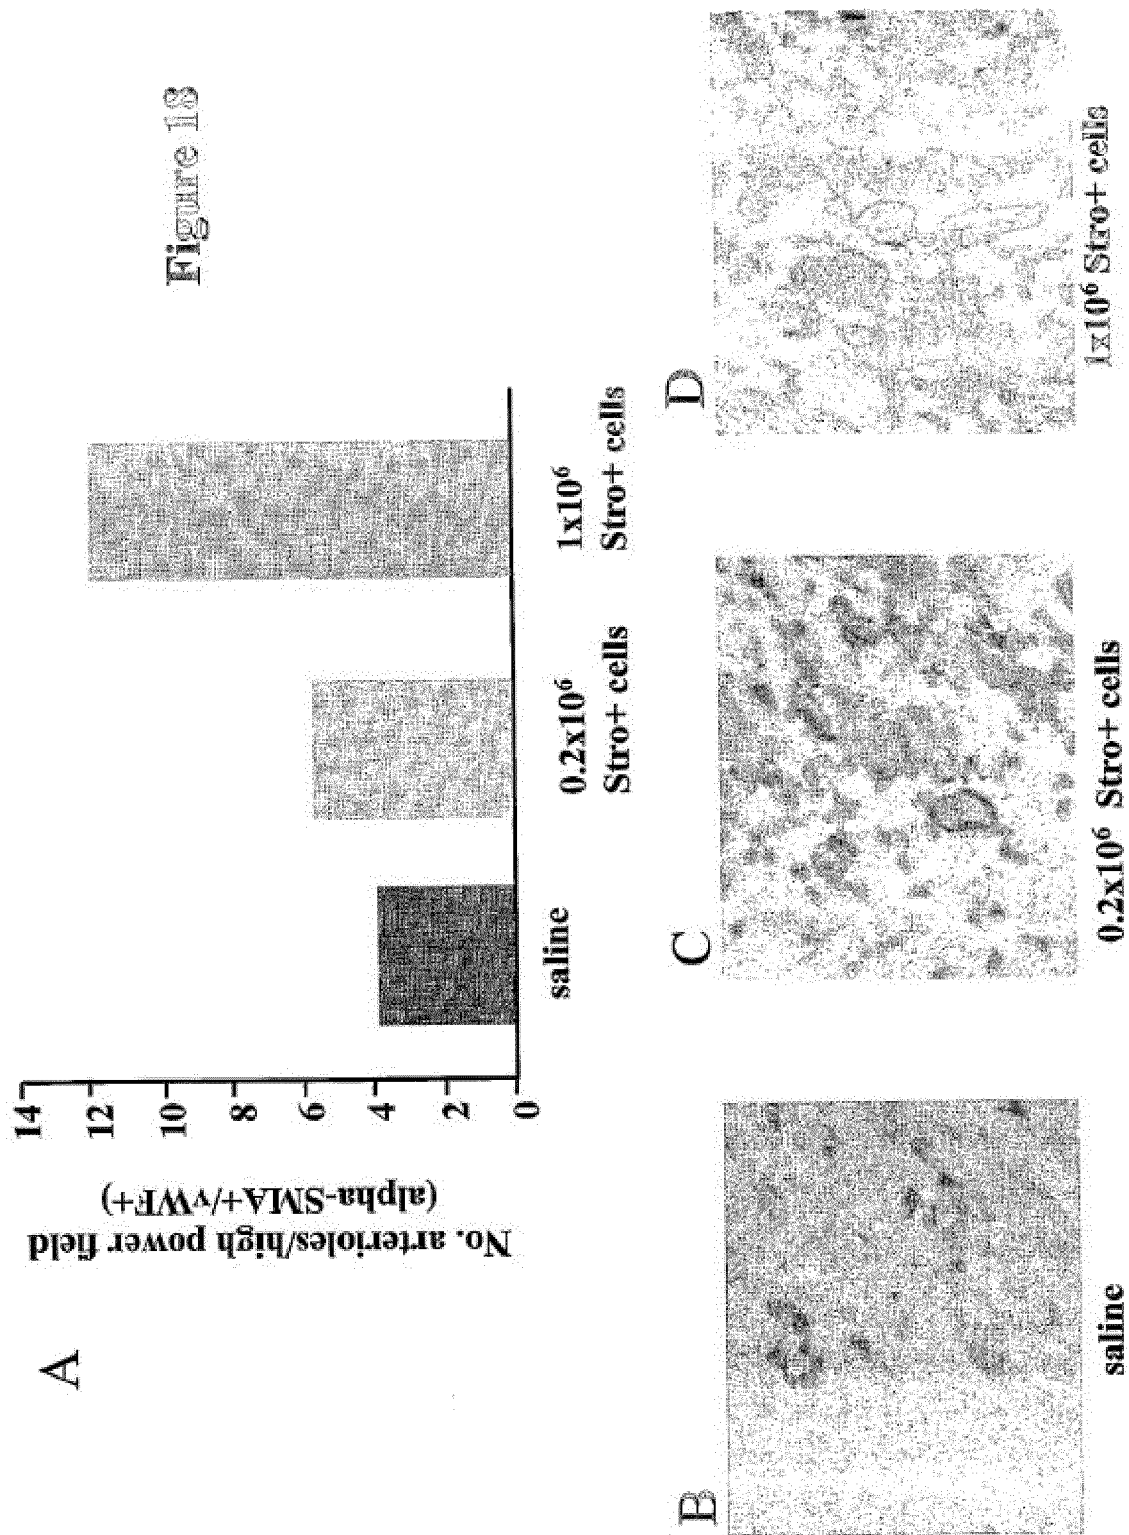 Figure 18
A
No. arterioles/high power field
(alpha-SMA+/vWF+)
14
12
10
8
6
4
2
0
saline
0.2x10⁶
Stro+ cells
1x10⁶
Stro+ cells
B
saline
C
0.2x10⁶ Stro+ cells
D
1x10⁶ Stro+ cells